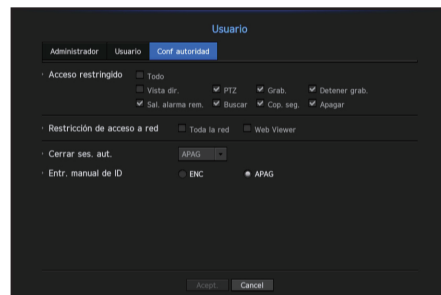 Usuario
Administrador Usuario Conf autoridad
Acceso restringido Todo
Vista dir. PTZ Grab. Detener grab.
Sal. alarma rem. Buscar Cop. seg. Apagar
Restricción de acceso a red Toda la red Web Viewer
Cerrar ses. aut. APAG
Entr. manual de ID ENC APAG
Acept. Cancel